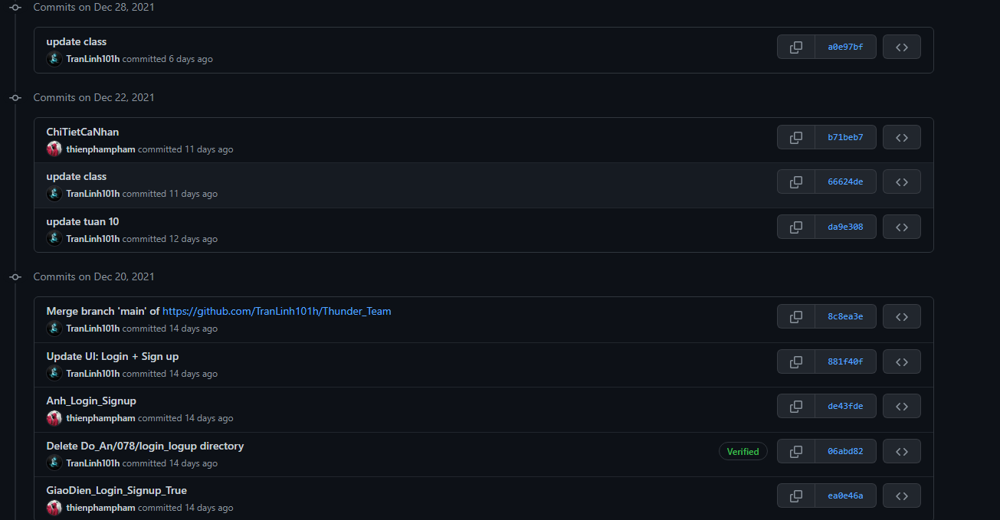 Commits on Dec 28, 2021
update class
a0e97bf
TranLinh101h committed 6 days ago
Commits on Dec 22, 2021
ChiTietCaNhan
b71beb7
thienphampham committed 11 days ago
update class
66624de
TranLinh101h committed 11 days ago
update tuan 10
da9e308
TranLinh101h committed 12 days ago
Commits on Dec 20, 2021
Merge branch 'main' of https://github.com/TranLinh101h/Thunder_Team
8c8ea3e
TranLinh101h committed 14 days ago
Update UI: Login + Sign up
881f40f
TranLinh101h committed 14 days ago
Anh_Login_Signup
de43fde
thienphampham committed 14 days ago
Delete Do_An/078/login_logup directory
Verified
06abd82
TranLinh101h committed 14 days ago
GiaoDien_Login_Signup_True
ea0e46a
thienphampham committed 14 days ago